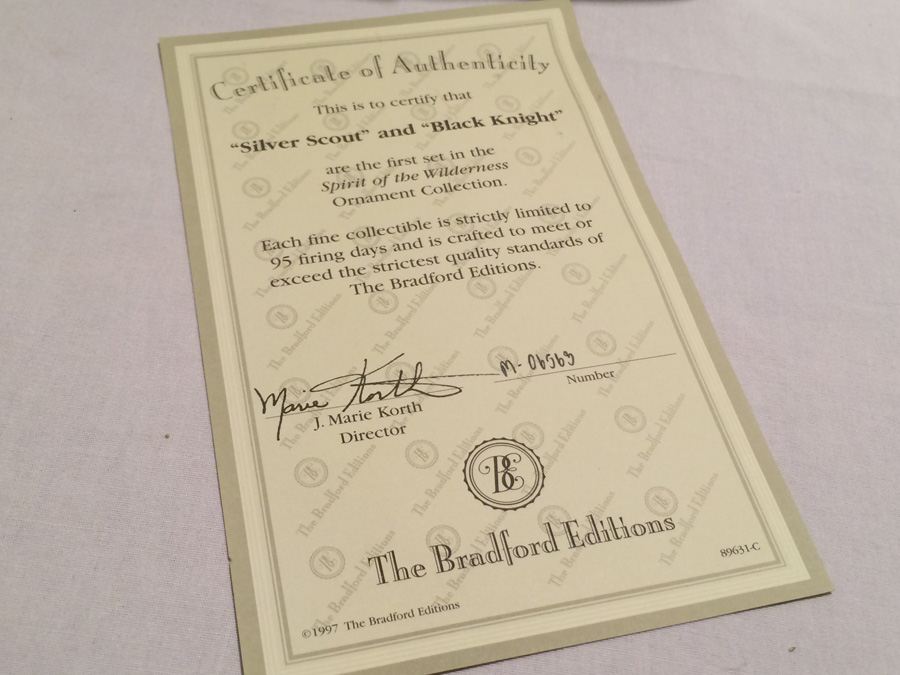 Certificate of Authenticity
This is to certify that
“Silver Scout” and “Black Knight”
are the first set in the
Spirit of the Wilderness
Ornament Collection.
Each fine collectible is strictly limited to
95 firing days and is crafted to meet or
exceed the strictest quality standards of
The Bradford Editions.
Marie Korth
J. Marie Korth
Director
M-06563
Number
BE
The Bradford Editions
89631-C
©1997 The Bradford Editions